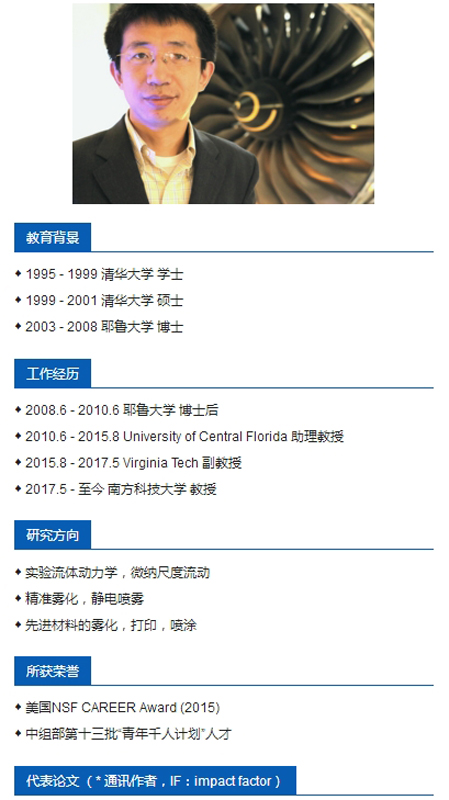 教育背景
1995 - 1999 清华大学 学士
1999 - 2001 清华大学 硕士
2003 - 2008 耶鲁大学 博士
工作经历
2008.6 - 2010.6 耶鲁大学 博士后
2010.6 - 2015.8 University of Central Florida 助理教授
2015.8 - 2017.5 Virginia Tech 副教授
2017.5 - 至今 南方科技大学 教授
研究方向
实验流体动力学，微纳尺度流动
精准雾化，静电喷雾
先进材料的雾化，打印，喷涂
所获荣誉
美国NSF CAREER Award (2015)
中组部第十三批“青年千人计划”人才
代表论文（* 通讯作者，IF：impact factor）